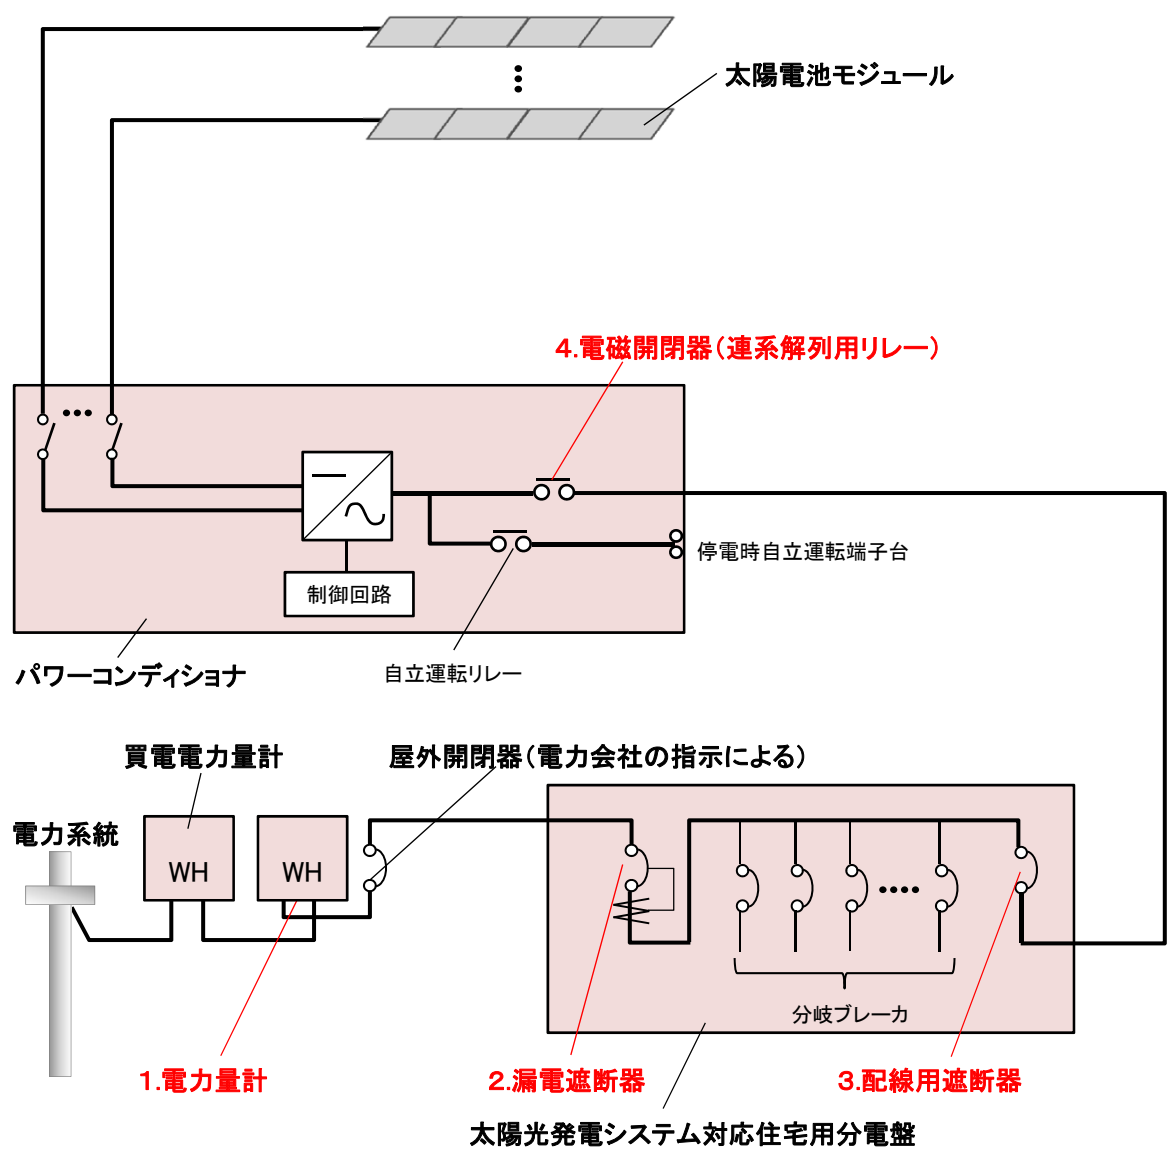 太陽電池モジュール
4.電磁開閉器(連系解列用リレー)
制御回路
停電時自立運転端子台
パワーコンディショナ
自立運転リレー
買電電力量計
屋外開閉器(電力会社の指示による)
電力系統
WH
WH
分岐ブレーカ
1.電力量計
2.漏電遮断器
3.配線用遮断器
太陽光発電システム対応住宅用分電盤